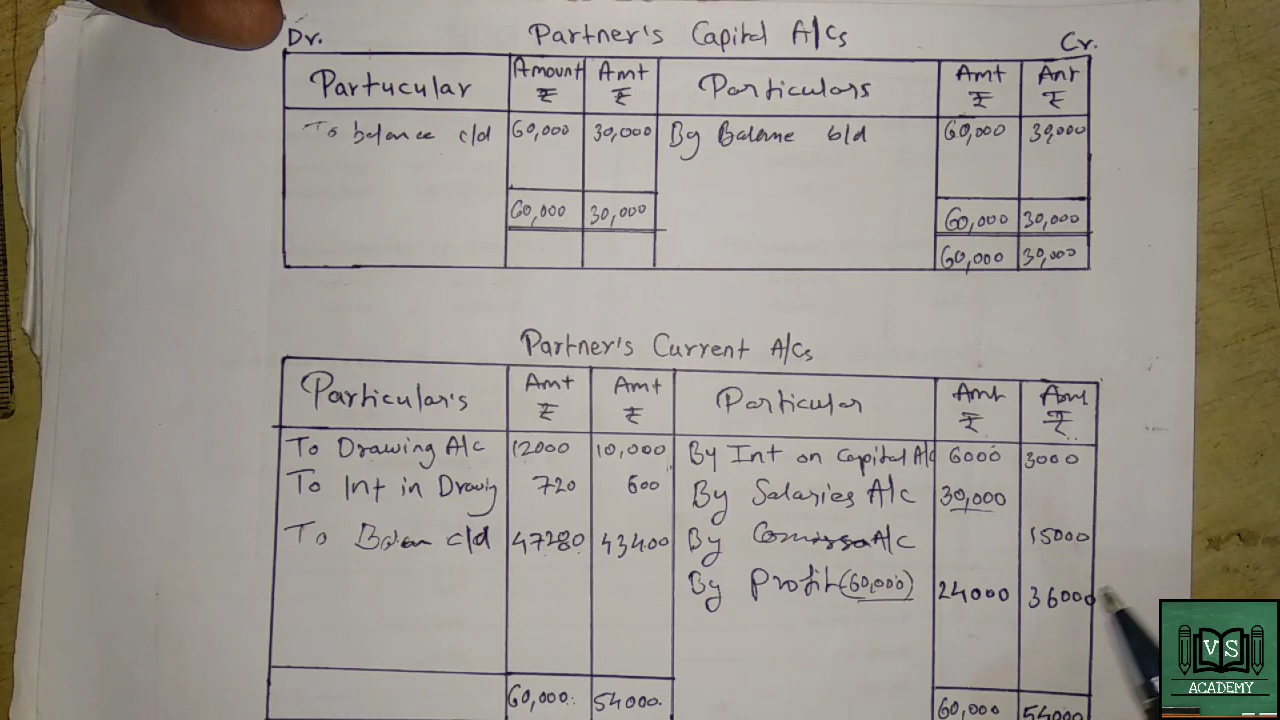 Dr. Partner's Capital A/Cs Cr.
Partucular Amount ₹ Amt ₹ Particulars Amt ₹ Amt ₹
To balance c/d 60,000 30,000 By Balance b/d 60,000 30,000
60,000 30,000 60,000 30,000
60,000 30,000
Partner's Current A/Cs
Particular's Amt ₹ Amt ₹ Particular Amt ₹ Amt ₹
To Drawing A/c 12000 10,000 By Int on Capital A/c 6000 3000
To Int in Drawing 720 600 By Salaries A/c 30,000
To Balan c/d 47280 43400 By A/c 15000
By Profit (60,000) 24000 36000
60,000 54000 60,000 54000
VS
ACADEMY